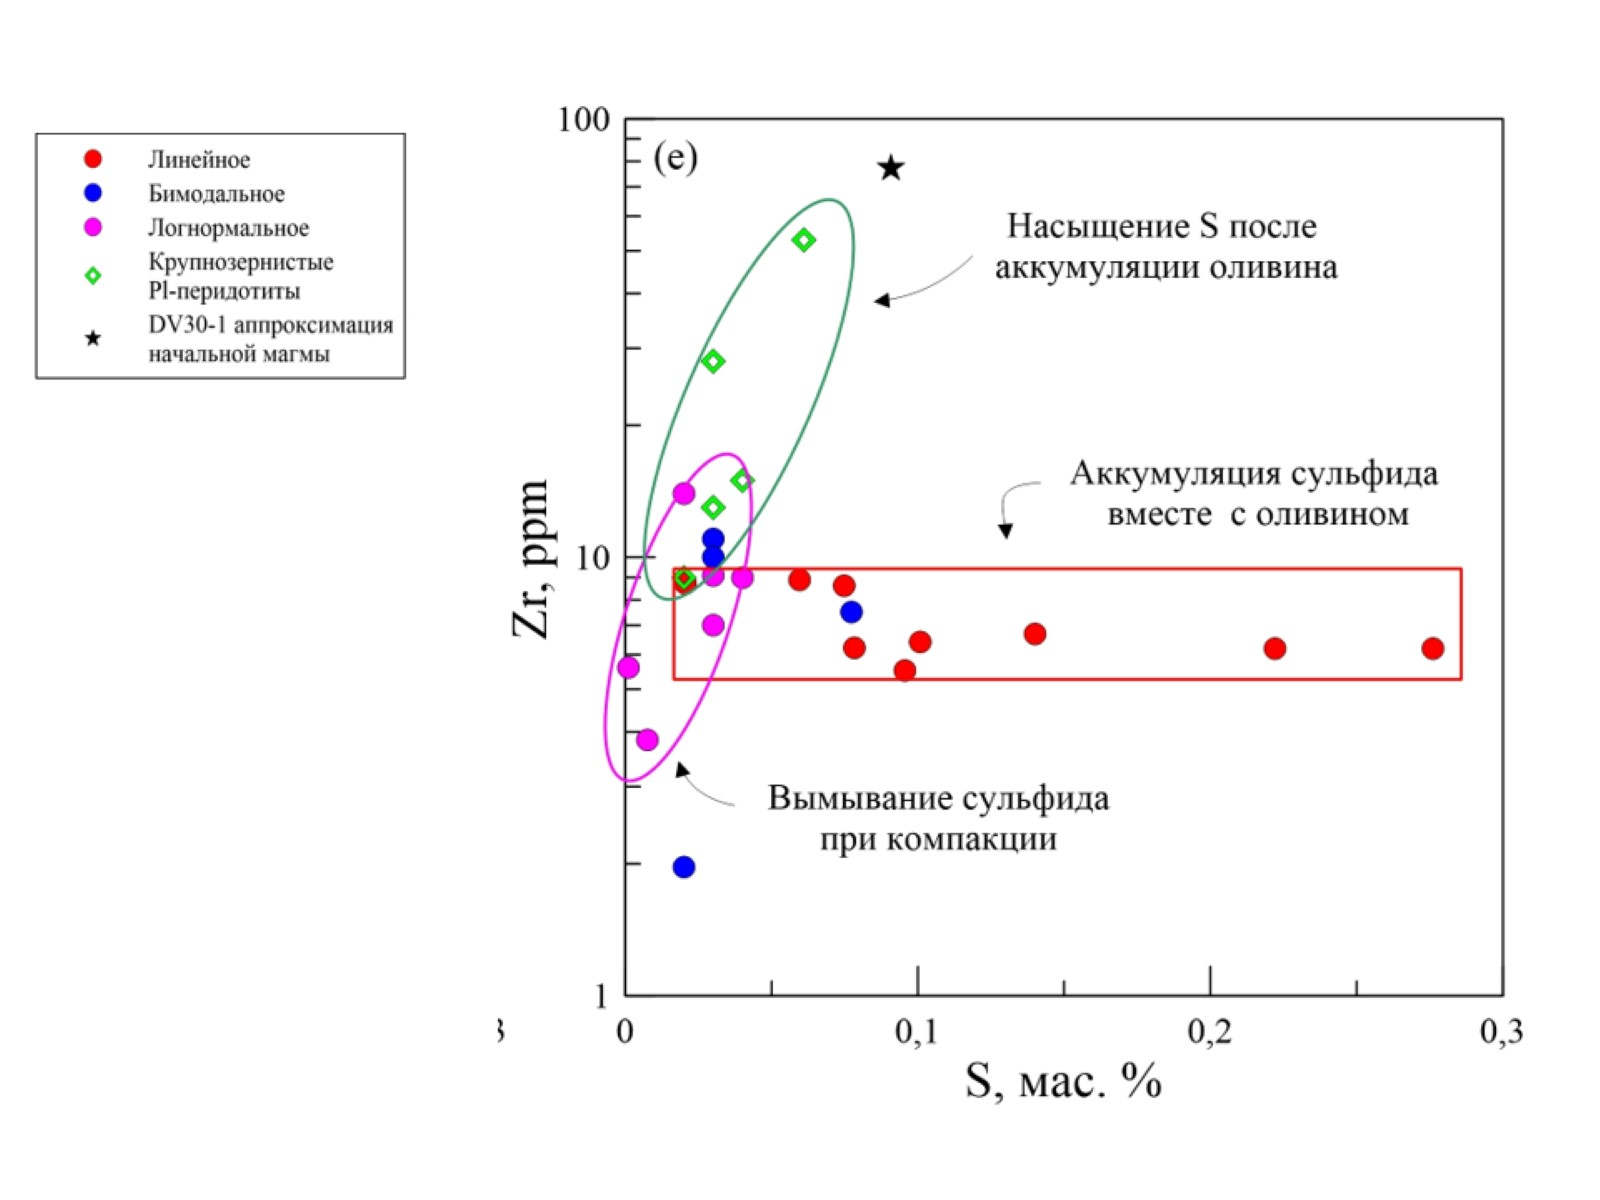 Линейное
Бимодальное
Логнормальное
Крупнозернистые
Pl-перидотиты
DV30-1 аппроксимация
начальной магмы
100
(е)
Насыщение S после
аккумуляции оливина
Аккумуляция сульфида
вместе с оливином
Zr, ppm
10
Вымывание сульфида
при компакции
1
0
0,1
0,2
0,3
S, мас. %